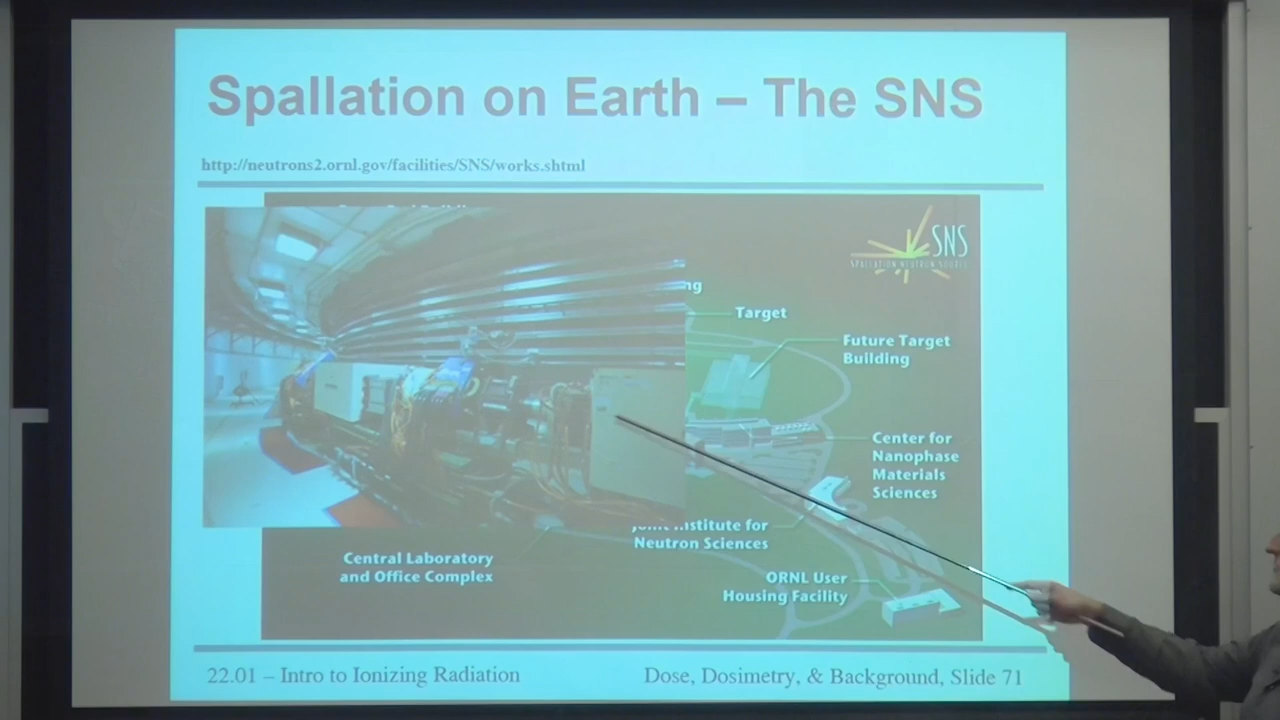 Spallation on Earth – The SNS
http://neutrons2.ornl.gov/facilities/SNS/works.shtml
SNS
SPALLATION NEUTRON SOURCE
Target
Future Target
Building
Center for
Nanophase
Materials
Sciences
Joint Institute for
Neutron Sciences
Central Laboratory
and Office Complex
ORNL User
Housing Facility
22.01 – Intro to Ionizing Radiation
Dose, Dosimetry, & Background, Slide 71